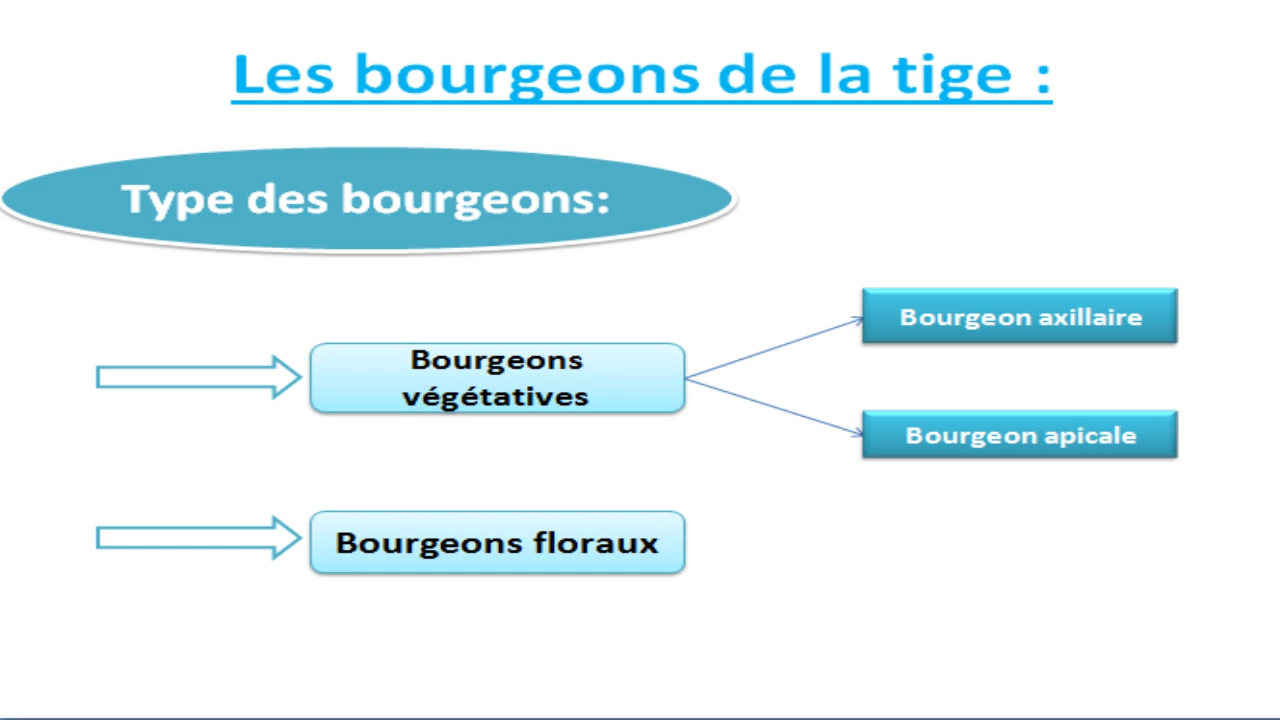 Les bourgeons de la tige :
Type des bourgeons:
Bourgeons
végétatives
Bourgeon axillaire
Bourgeon apicale
Bourgeons floraux